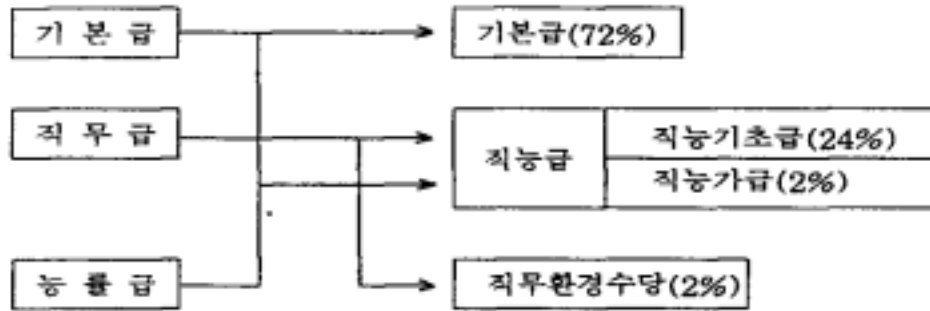 기 본 급
기본급(72%)
직 무 급
직능급
직능기초급(24%)
직능가급(2%)
능 률 급
직무환경수당(2%)